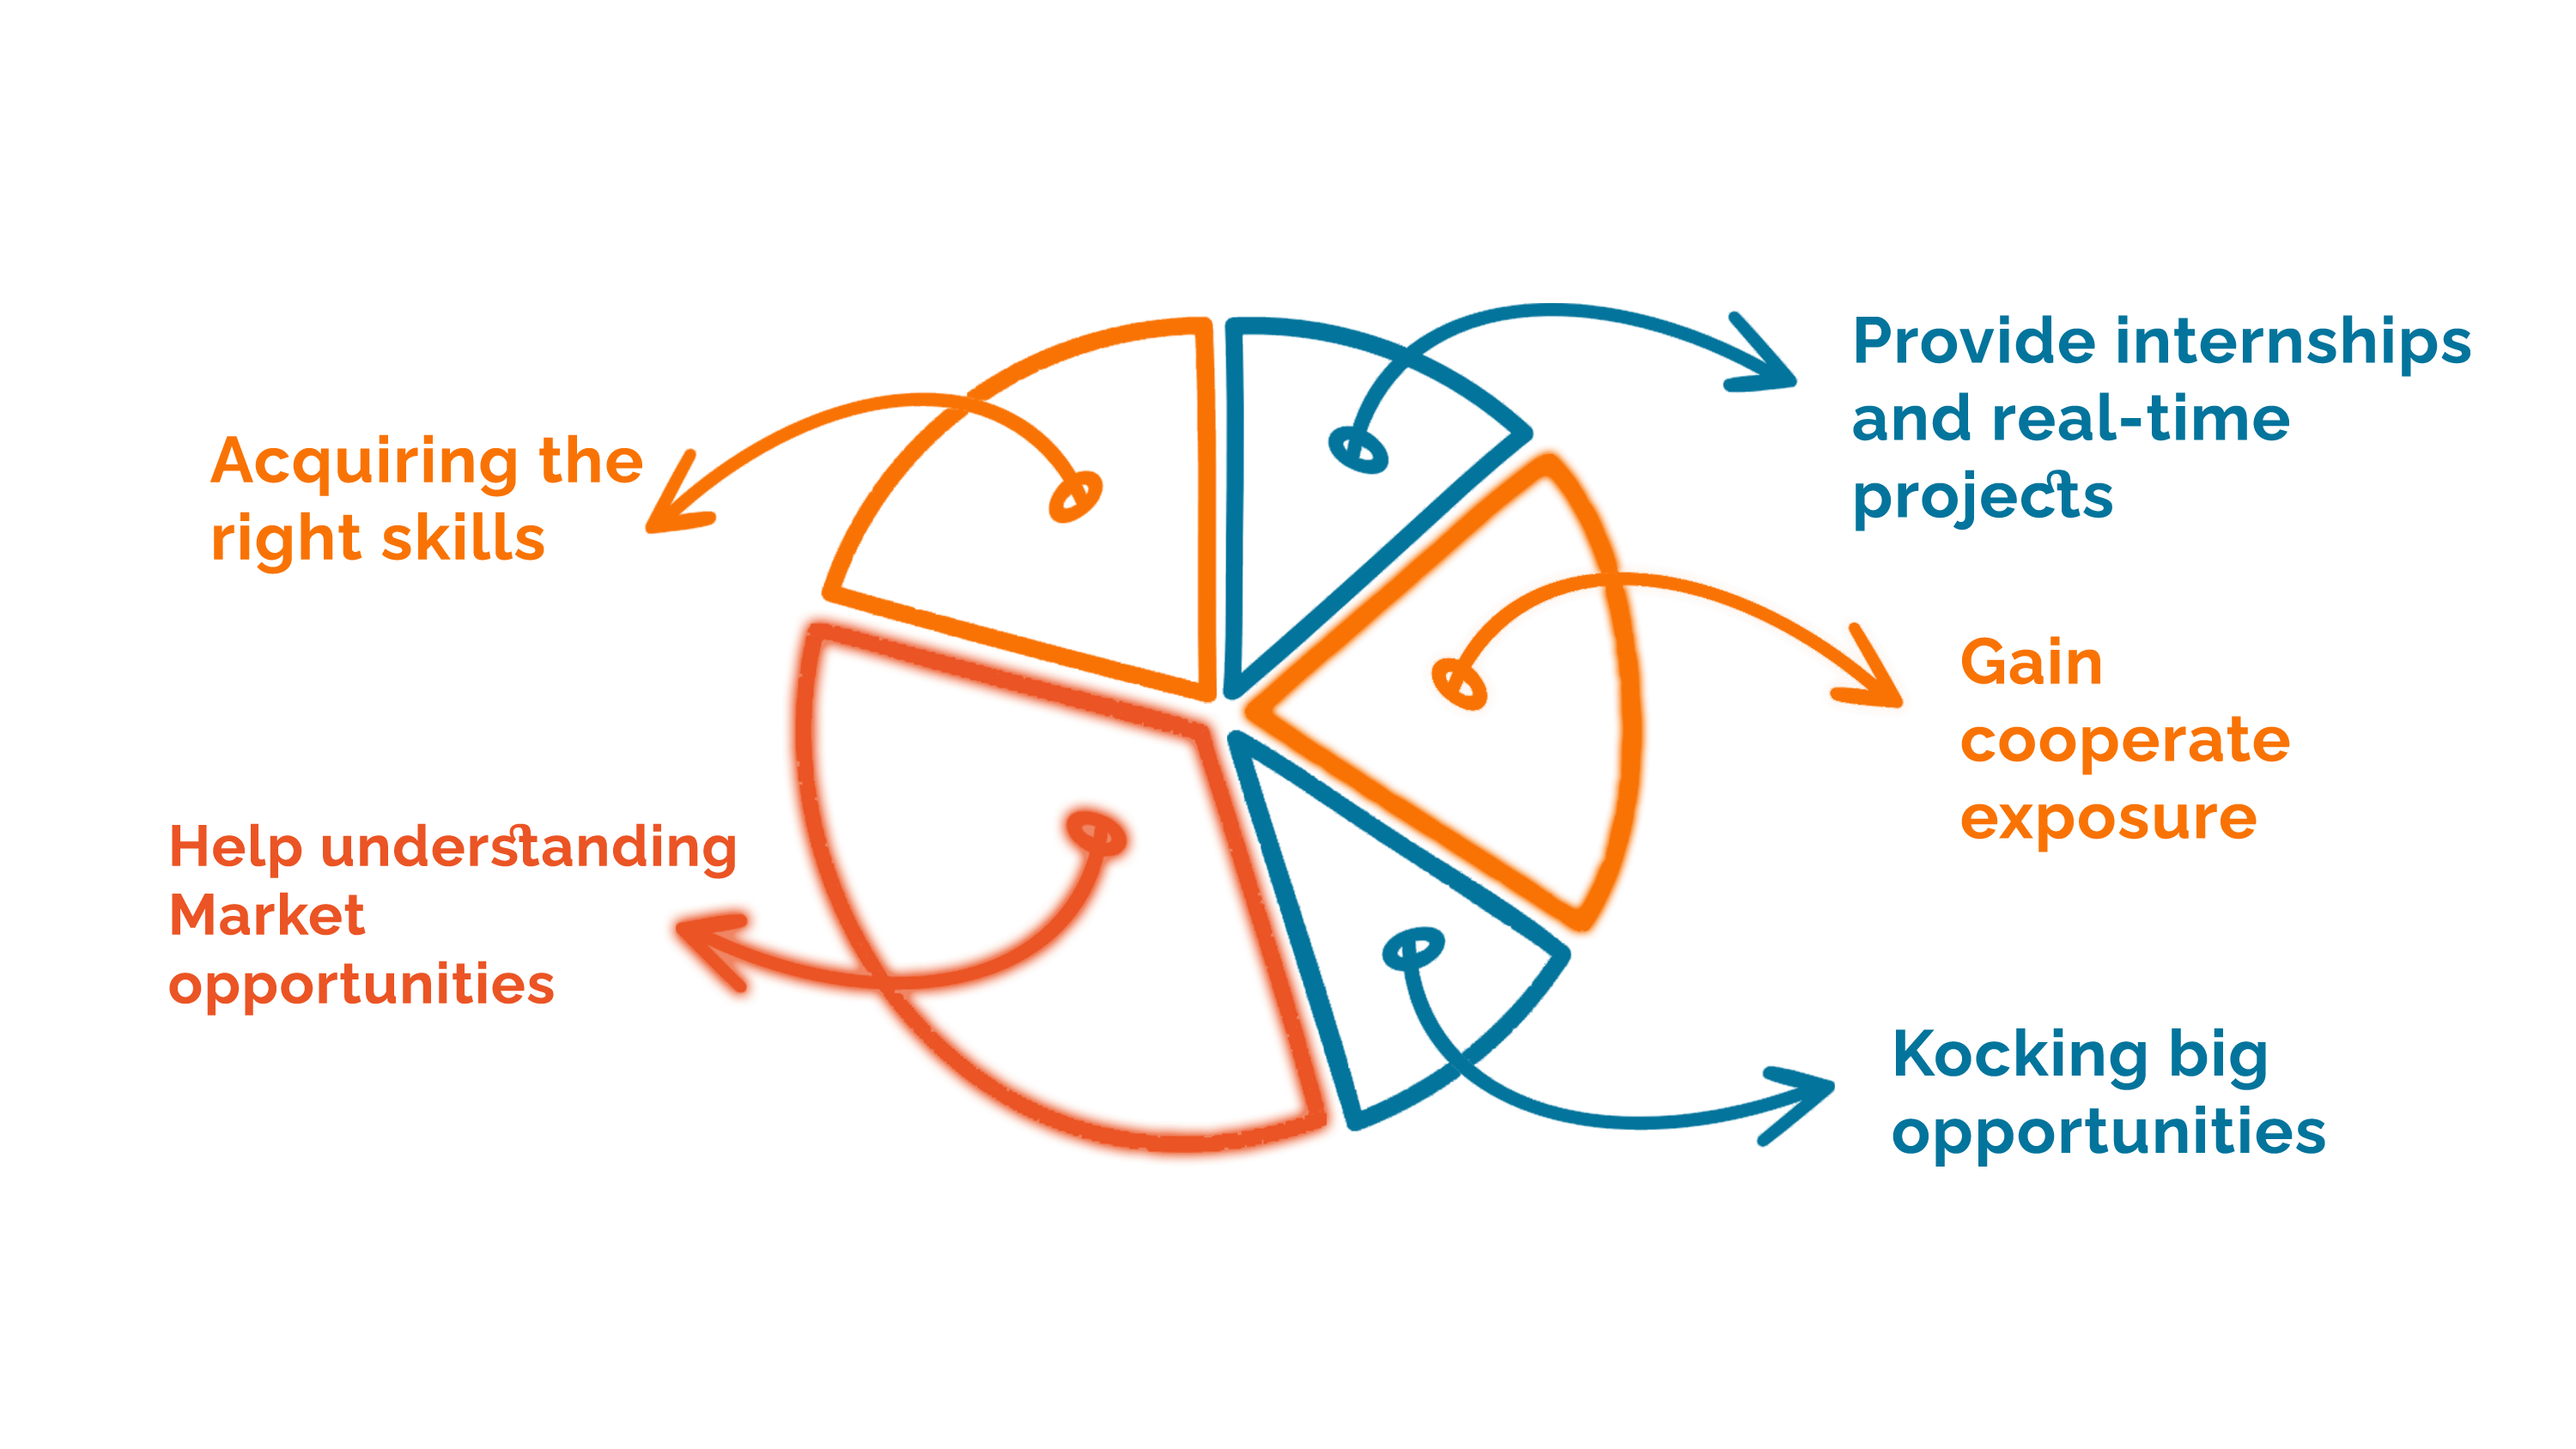 Provide internships
and real-time
projects
Acquiring the
right skills
Gain
cooperate
exposure
Help understanding
Market
opportunities
Kocking big
opportunities